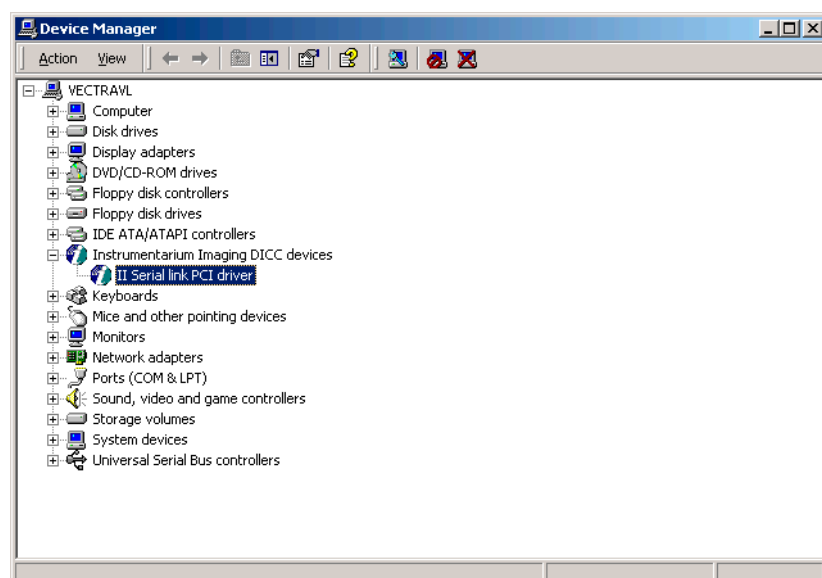 Device Manager
Action View
VECTRAVL
Computer
Disk drives
Display adapters
DVD/CD-ROM drives
Floppy disk controllers
Floppy disk drives
IDE ATA/ATAPI controllers
Instrumentarium Imaging DICC devices
II Serial link PCI driver
Keyboards
Mice and other pointing devices
Monitors
Network adapters
Ports (COM & LPT)
Sound, video and game controllers
Storage volumes
System devices
Universal Serial Bus controllers